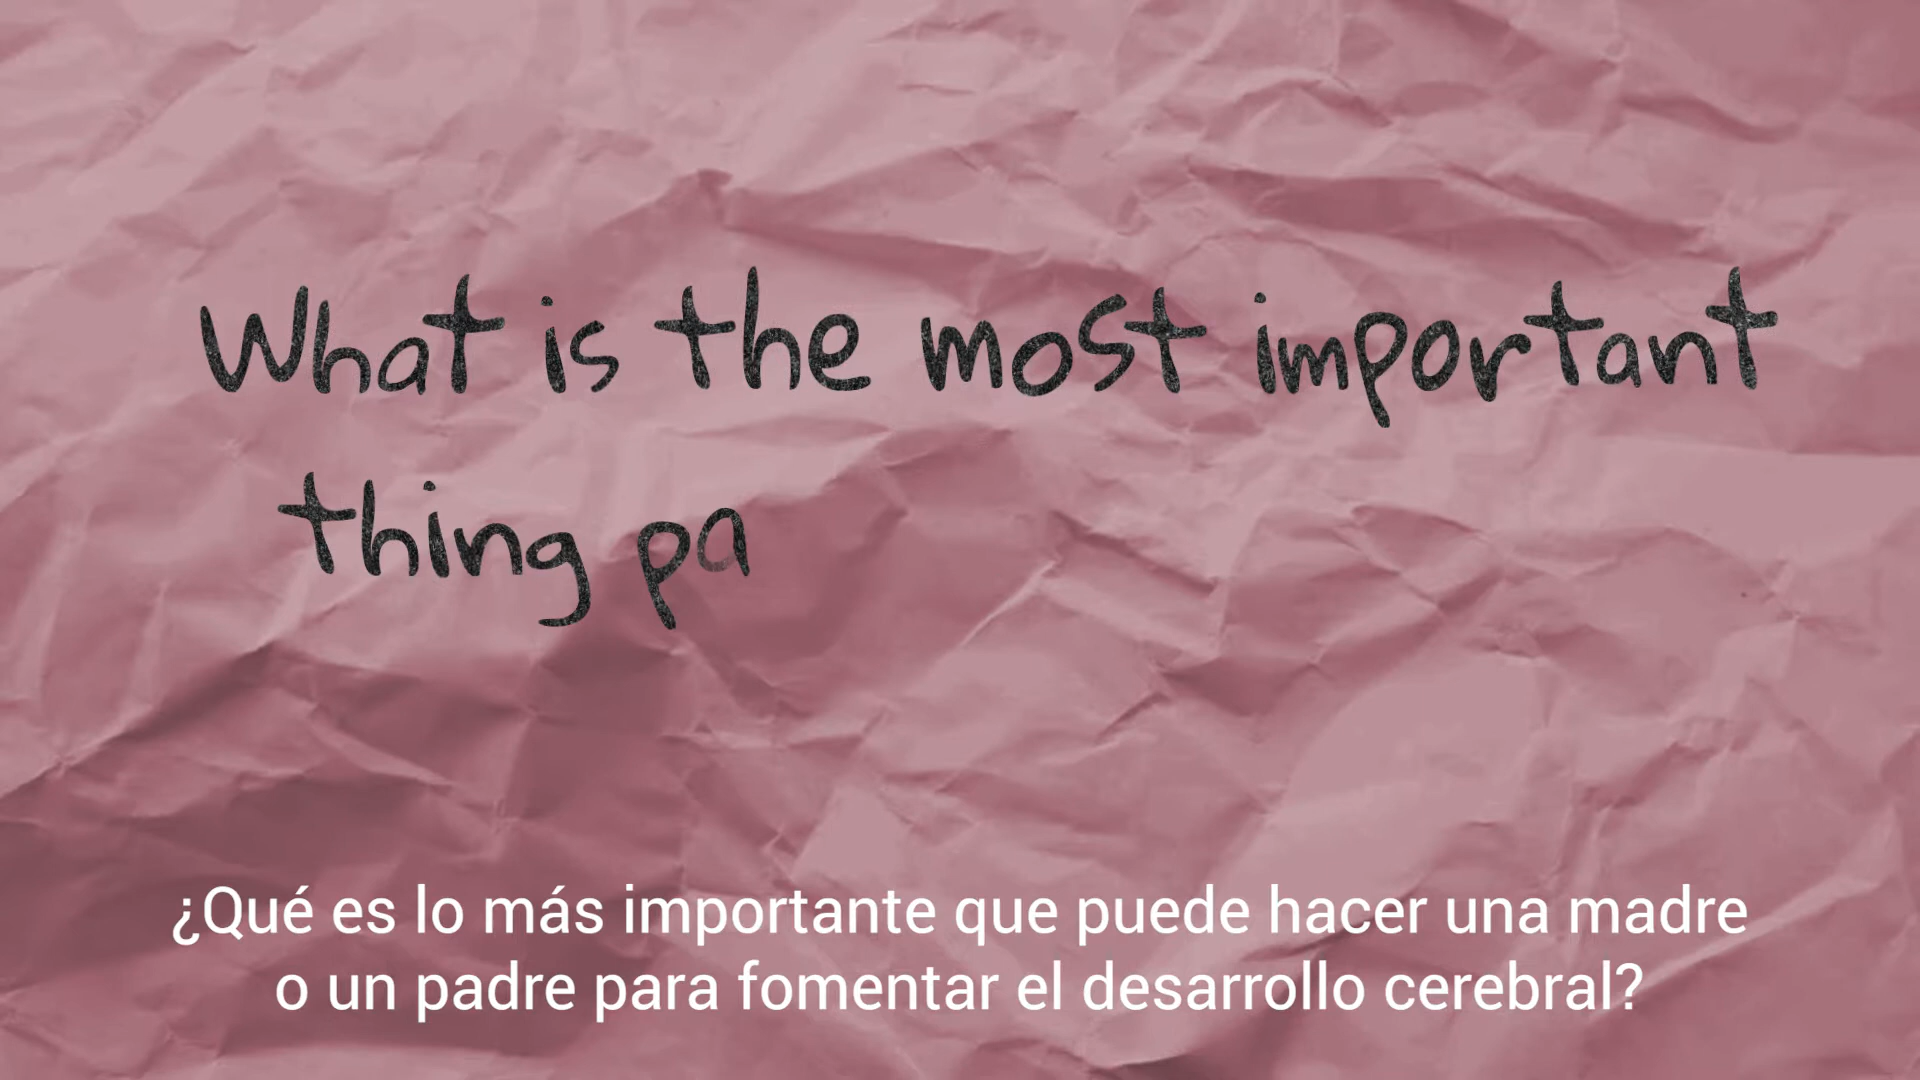 What is the most important
thing pa
¿Qué es lo más importante que puede hacer una madre
o un padre para fomentar el desarrollo cerebral?